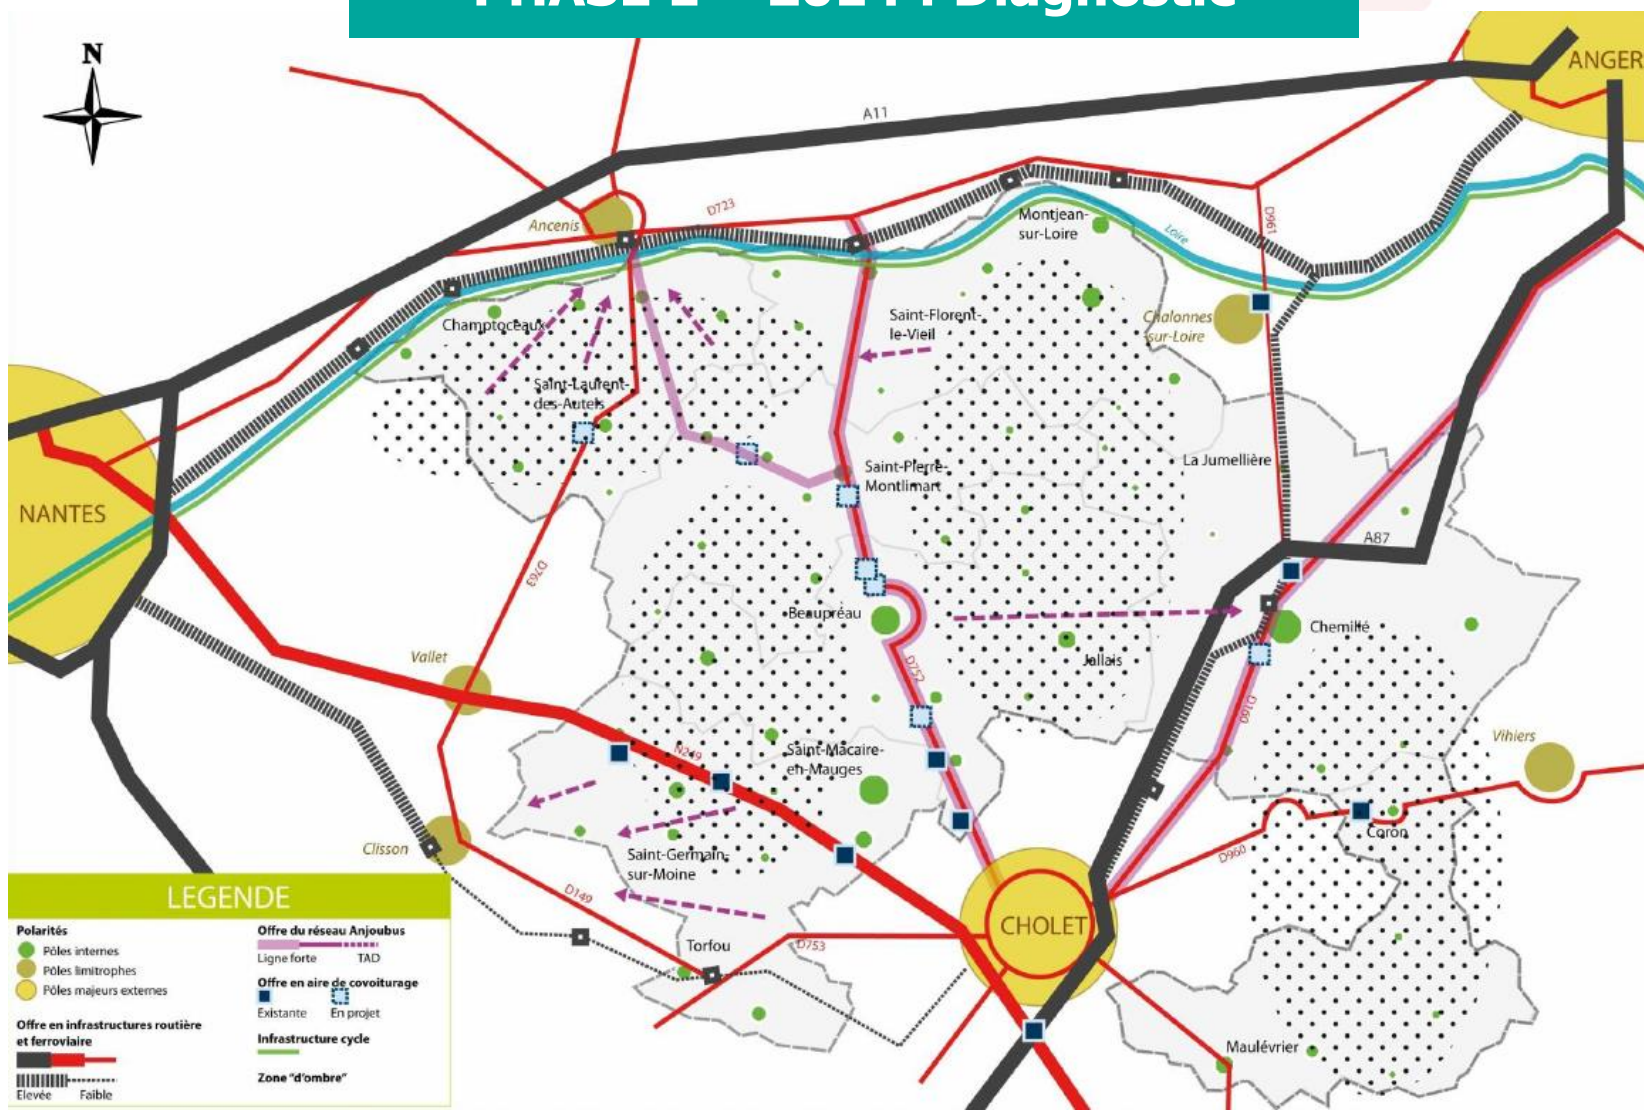 N
ANGER
A11
D723
Ancenis
D961
Montjean-
sur-Loire
Loire
Champtoceaux
Saint-Florent-
le-Vieil
Chalonnes
-sur-Loire
Saint-Laurent-
des-Autels
Saint-Pierre-
Montlimart
La Jumellière
NANTES
A87
D763
Beaupréau
Chemillé
Vallet
D752
Jallais
D160
N249
Saint-Macaire-
en-Mauges
Vihiers
Coron
Clisson
Saint-Germain-
sur-Moine
D960
D149
CHOLET
Torfou
D753
Maulévrier
LEGENDE
Polarités
Pôles internes
Pôles limitrophes
Pôles majeurs externes
Offre en infrastructures routière
et ferroviaire
Elevée Faible
Offre du réseau Anjoubus
Ligne forte TAD
Offre en aire de covoiturage
Existante En projet
Infrastructure cycle
Zone "d'ombre"